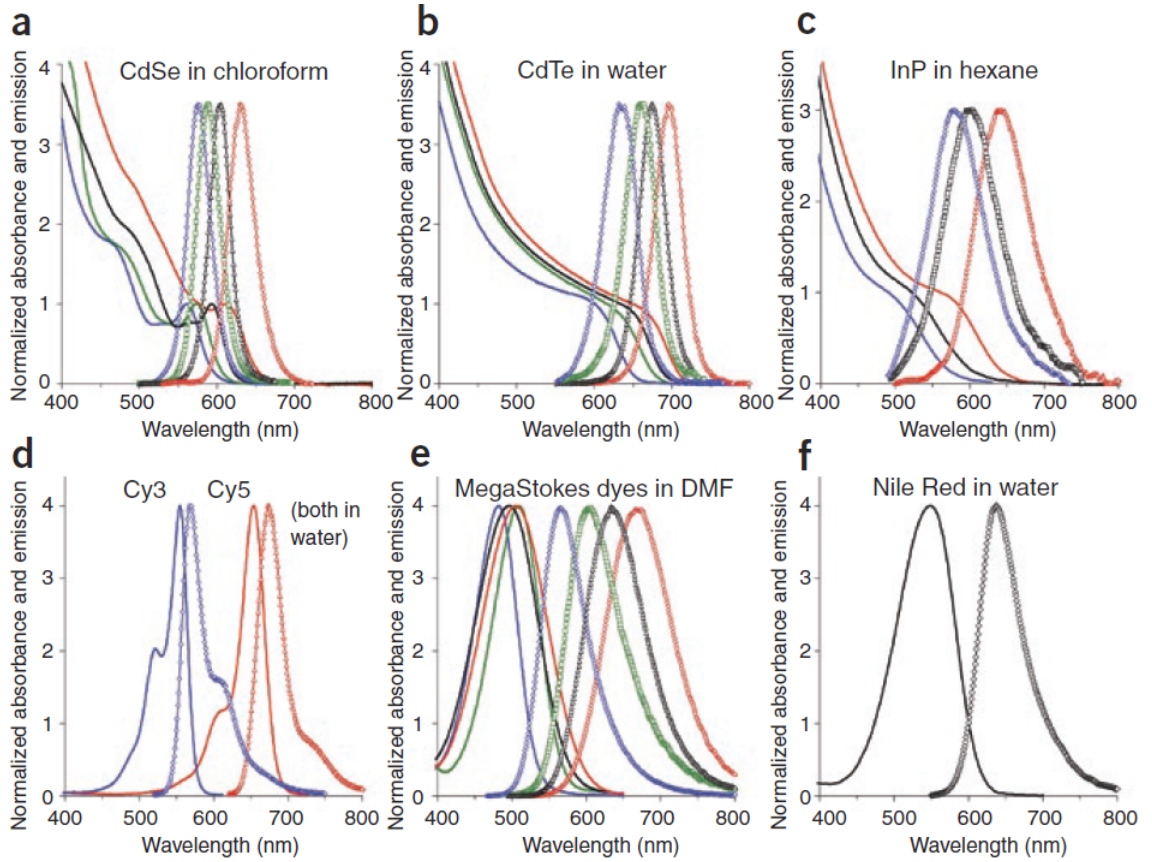 a
b
c
CdSe in chloroform
CdTe in water
InP in hexane
Normalized absorbance and emission
4
3
2
1
0
400 500 600 700 800
Wavelength (nm)
Normalized absorbance and emission
4
3
2
1
0
400 500 600 700 800
Wavelength (nm)
Normalized absorbance and emission
3
2
1
0
400 500 600 700 800
Wavelength (nm)
d
e
f
Cy3 Cy5
(both in
water)
MegaStokes dyes in DMF
Nile Red in water
Normalized absorbance and emission
4
3
2
1
0
400 500 600 700 800
Wavelength (nm)
Normalized absorbance and emission
4
3
2
1
0
400 500 600 700 800
Wavelength (nm)
Normalized absorbance and emission
4
3
2
1
0
400 500 600 700 800
Wavelength (nm)